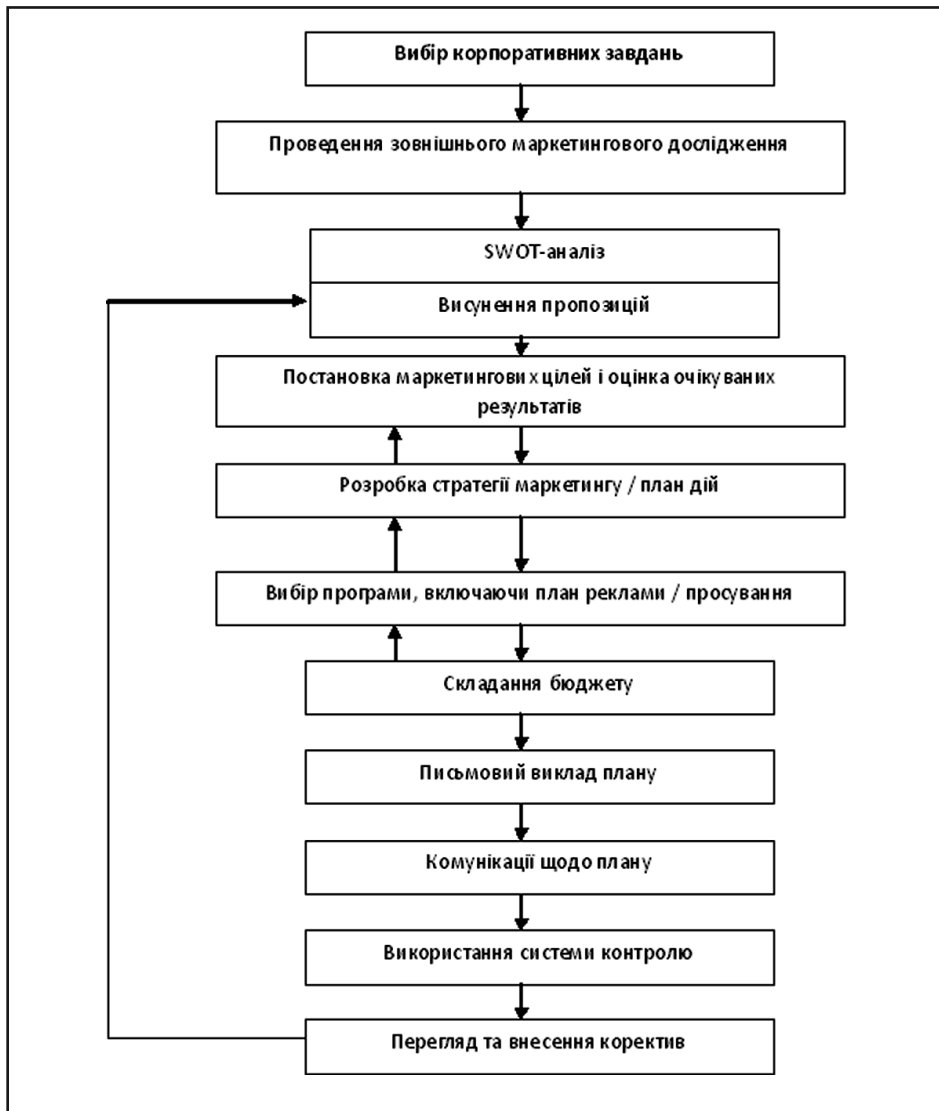 Вибір корпоративних завдань
Проведення зовнішнього маркетингового дослідження
SWOT-аналіз
Висунення пропозицій
Постановка маркетингових цілей і оцінка очікуваних
результатів
Розробка стратегії маркетингу / план дій
Вибір програми, включаючи план реклами / просування
Складання бюджету
Письмовий виклад плану
Комунікації щодо плану
Використання системи контролю
Перегляд та внесення коректив